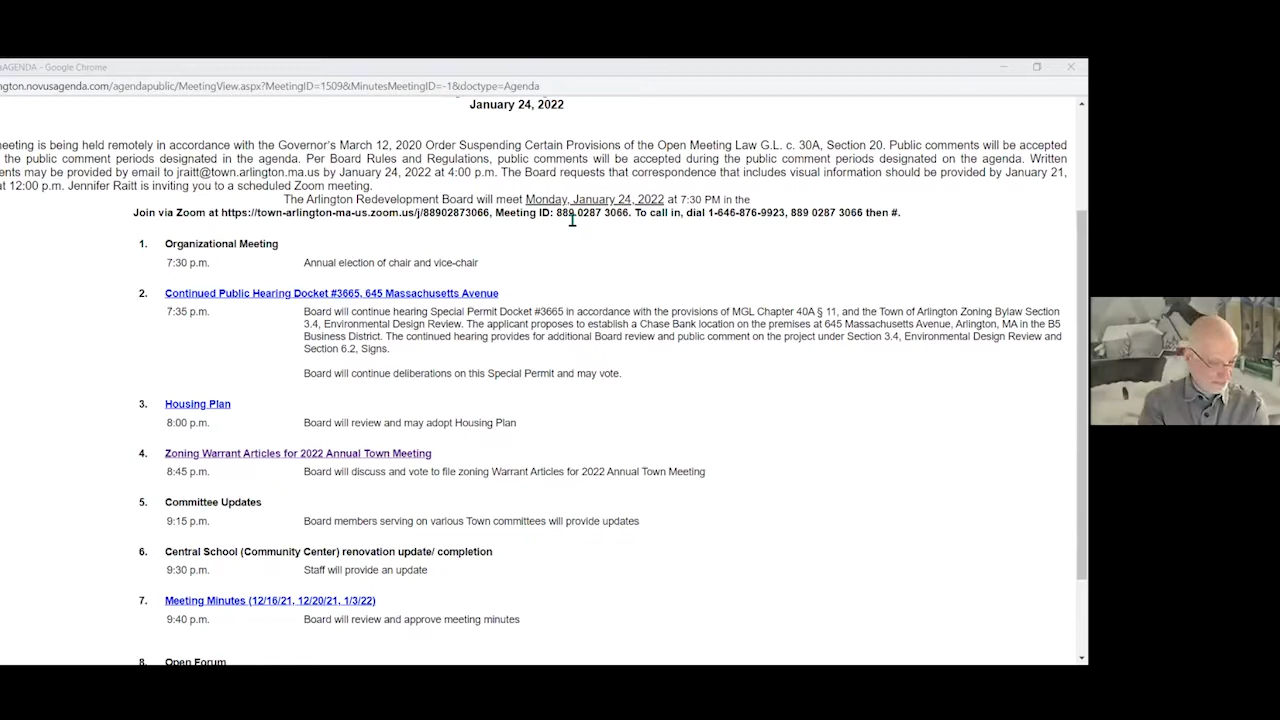 AGENDA - Google Chrome
ngton.novusagenda.com/agendapublic/MeetingView.aspx?MeetingID=1509&MinutesMeetingID=-1&doctype=Agenda
January 24, 2022
eeting is being held remotely in accordance with the Governor's March 12, 2020 Order Suspending Certain Provisions of the Open Meeting Law G.L. c. 30A, Section 20. Public comments will be accepted
the public comment periods designated in the agenda. Per Board Rules and Regulations, public comments will be accepted during the public comment periods designated on the agenda. Written
ents may be provided by email to jraitt@town.arlington.ma.us by January 24, 2022 at 4:00 p.m. The Board requests that correspondence that includes visual information should be provided by January 21,
at 12:00 p.m. Jennifer Raitt is inviting you to a scheduled Zoom meeting.
The Arlington Redevelopment Board will meet Monday, January 24, 2022 at 7:30 PM in the
Join via Zoom at https://town-arlington-ma-us.zoom.us/j/88902873066, Meeting ID: 889 0287 3066. To call in, dial 1-646-876-9923, 889 0287 3066 then #.
1. Organizational Meeting
7:30 p.m. Annual election of chair and vice-chair
2. Continued Public Hearing Docket #3665, 645 Massachusetts Avenue
7:35 p.m. Board will continue hearing Special Permit Docket #3665 in accordance with the provisions of MGL Chapter 40A § 11, and the Town of Arlington Zoning Bylaw Section
3.4, Environmental Design Review. The applicant proposes to establish a Chase Bank location on the premises at 645 Massachusetts Avenue, Arlington, MA in the B5
Business District. The continued hearing provides for additional Board review and public comment on the project under Section 3.4, Environmental Design Review and
Section 6.2, Signs.
Board will continue deliberations on this Special Permit and may vote.
3. Housing Plan
8:00 p.m. Board will review and may adopt Housing Plan
4. Zoning Warrant Articles for 2022 Annual Town Meeting
8:45 p.m. Board will discuss and vote to file zoning Warrant Articles for 2022 Annual Town Meeting
5. Committee Updates
9:15 p.m. Board members serving on various Town committees will provide updates
6. Central School (Community Center) renovation update/ completion
9:30 p.m. Staff will provide an update
7. Meeting Minutes (12/16/21, 12/20/21, 1/3/22)
9:40 p.m. Board will review and approve meeting minutes
8. Open Forum